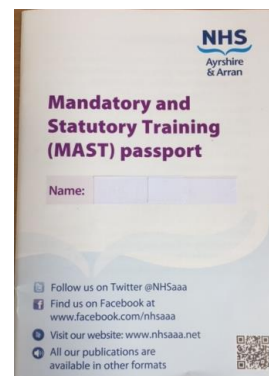 NHS
Ayrshire
& Arran
Mandatory and
Statutory Training
(MAST) passport
Name:
Follow us on Twitter @NHSaaa
Find us on Facebook at
www.facebook.com/nhsaaa
Visit our website: www.nhsaaa.net
All our publications are
available in other formats